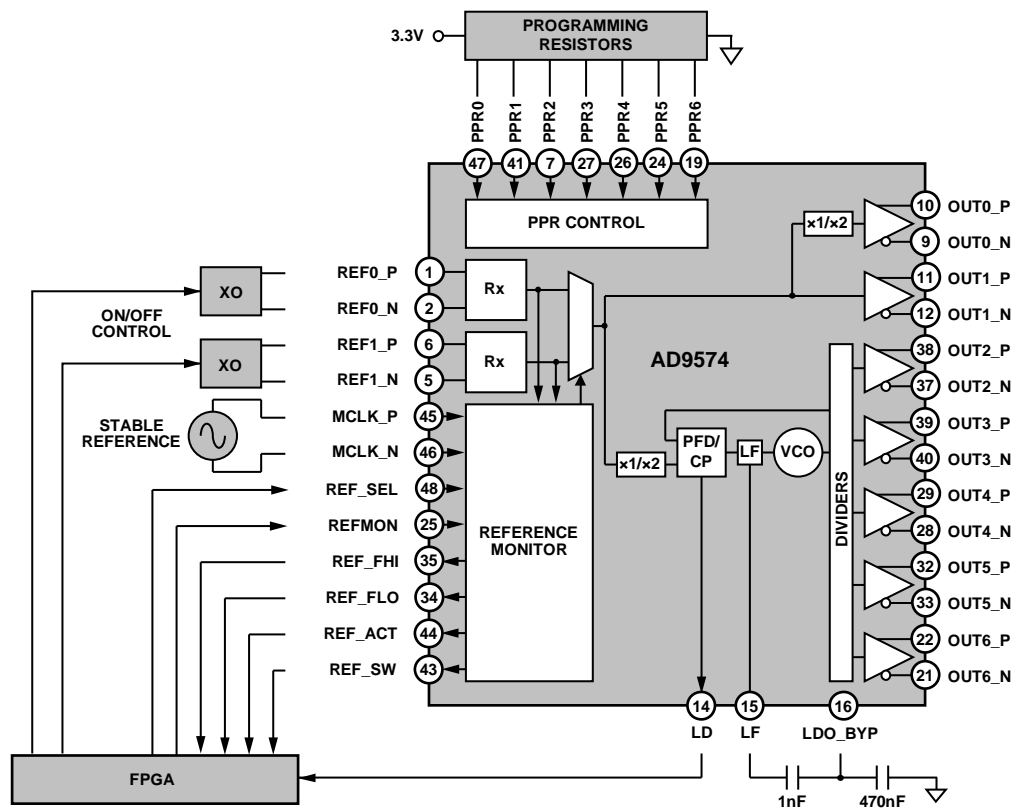 PROGRAMMING
RESISTORS
3.3V
PPR0
PPR1
PPR2
PPR3
PPR4
PPR5
PPR6
47
41
7
27
26
24
19
PPR CONTROL
×1/×2
10
OUT0_P
9
OUT0_N
11
OUT1_P
12
OUT1_N
38
OUT2_P
37
OUT2_N
39
OUT3_P
40
OUT3_N
29
OUT4_P
28
OUT4_N
32
OUT5_P
33
OUT5_N
22
OUT6_P
21
OUT6_N
XO
ON/OFF
CONTROL
XO
STABLE
REFERENCE
REF0_P
1
REF0_N
2
REF1_P
6
REF1_N
5
MCLK_P
45
MCLK_N
46
REF_SEL
48
REFMON
25
REF_FHI
35
REF_FLO
34
REF_ACT
44
REF_SW
43
Rx
Rx
AD9574
REFERENCE
MONITOR
×1/×2
PFD/
CP
LF
VCO
DIVIDERS
14
LD
15
LF
16
LDO_BYP
FPGA
1nF
470nF